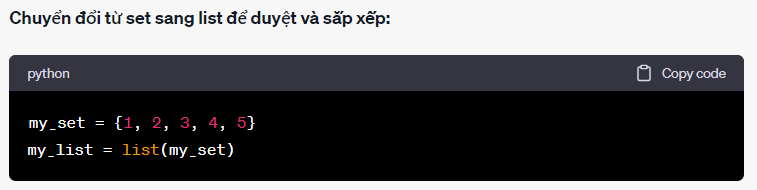 Chuyển đổi từ set sang list để duyệt và sắp xếp:
python Copy code
my_set = {1, 2, 3, 4, 5}
my_list = list(my_set)